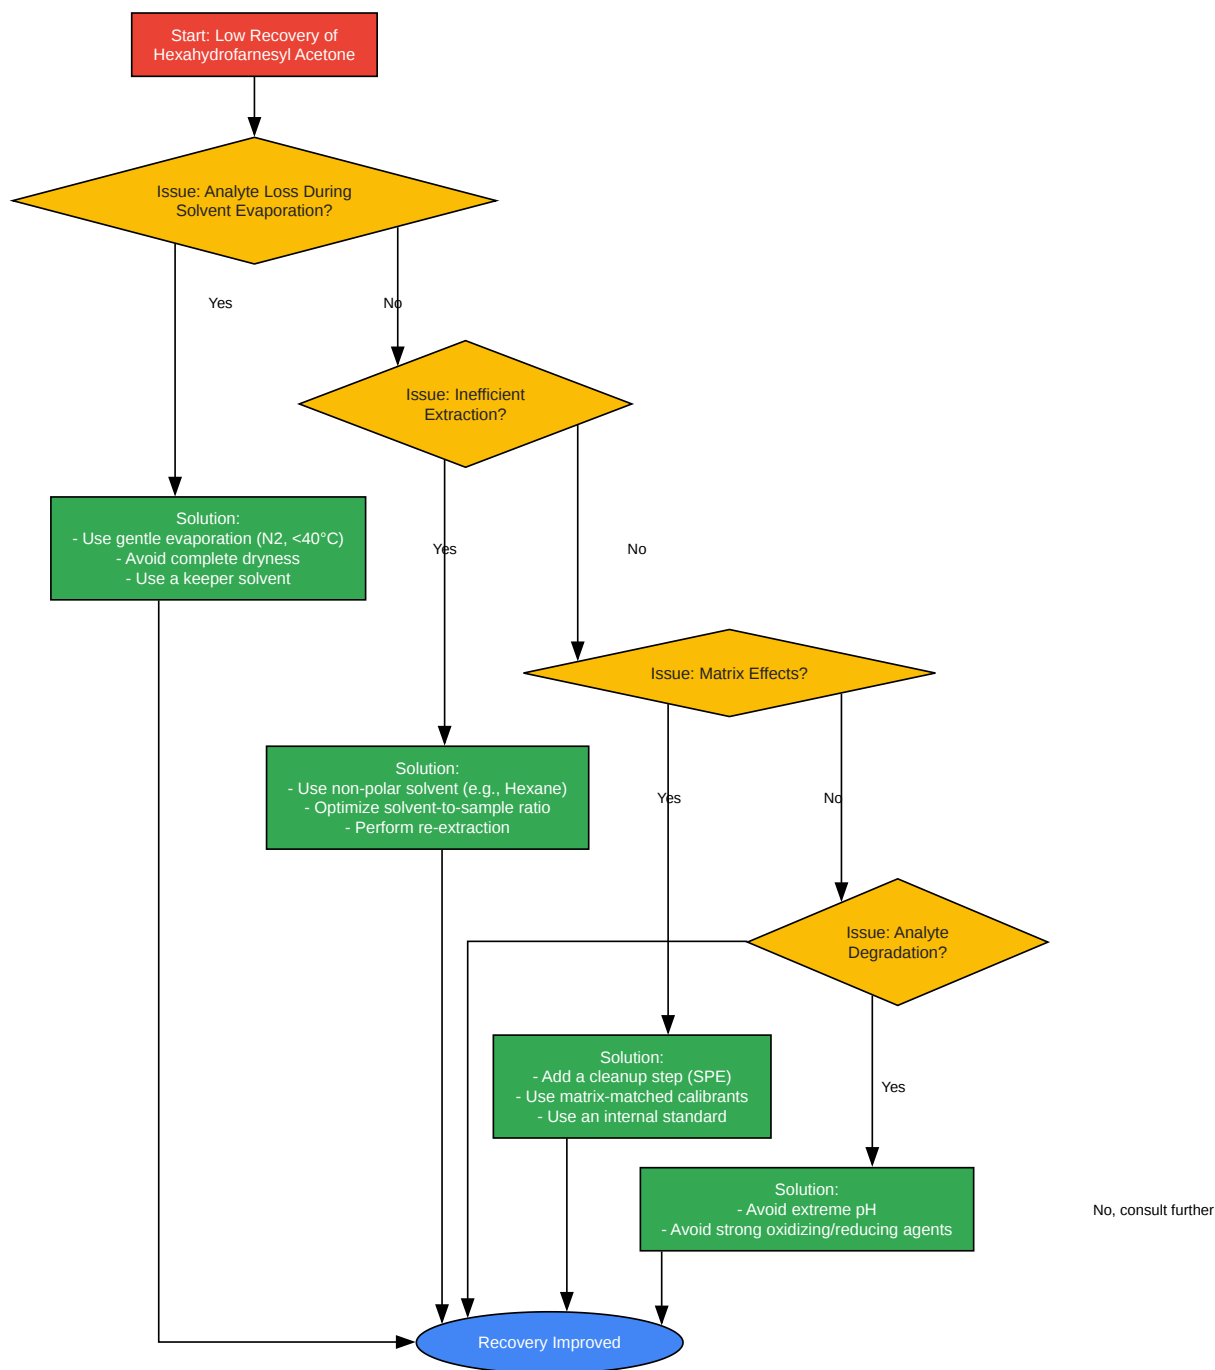 Start: Low Recovery of
Hexahydrofarnesyl Acetone
Issue: Analyte Loss During
Solvent Evaporation?
Yes
No
Issue: Inefficient
Extraction?
Solution:
- Use gentle evaporation (N2, <40°C)
- Avoid complete dryness
- Use a keeper solvent
Yes
No
Issue: Matrix Effects?
Solution:
- Use non-polar solvent (e.g., Hexane)
- Optimize solvent-to-sample ratio
- Perform re-extraction
Yes
No
Issue: Analyte
Degradation?
Solution:
- Add a cleanup step (SPE)
- Use matrix-matched calibrants
- Use an internal standard
Yes
Solution:
- Avoid extreme pH
- Avoid strong oxidizing/reducing agents
No, consult further
Recovery Improved